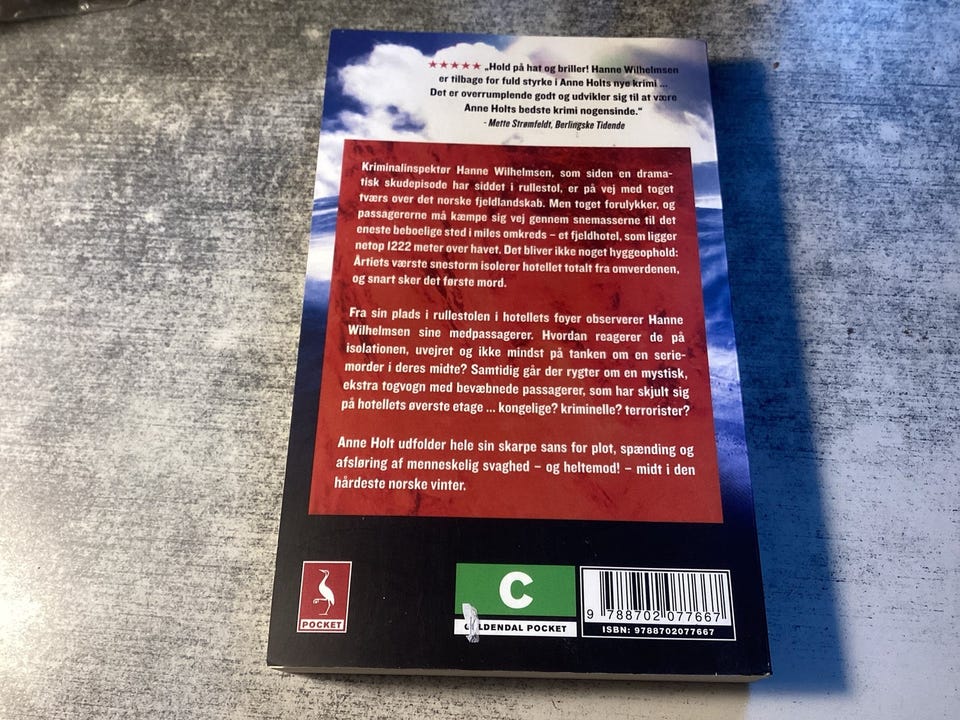 ★★★★★ „Hold på hat og briller! Hanne Wilhelmsen
er tilbage for fuld styrke i Anne Holts nye krimi ...
Det er overrumplende godt og udvikler sig til at være
Anne Holts bedste krimi nogensinde.“
- Mette Strømfeldt, Berlingske Tidende
Kriminalinspektør Hanne Wilhelmsen, som siden en drama-
tisk skudepisode har siddet i rullestol, er på vej med toget
tværs over det norske fjeldlandskab. Men toget forulykker, og
passagererne må kæmpe sig vej gennem snemasserne til det
eneste beboelige sted i miles omkreds – et fjeldhotel, som ligger
netop 1222 meter over havet. Det bliver ikke noget hyggeophold:
Årtiets værste snestorm isolerer hotellet totalt fra omverdenen,
og snart sker det første mord.
Fra sin plads i rullestolen i hotellets foyer observerer Hanne
Wilhelmsen sine medpassagerer. Hvordan reagerer de på
isolationen, uvejret og ikke mindst på tanken om en serie-
morder i deres midte? Samtidig går der rygter om en mystisk,
ekstra togvogn med bevæbnede passagerer, som har skjult sig
på hotellets øverste etage ... kongelige? kriminelle? terrorister?
Anne Holt udfolder hele sin skarpe sans for plot, spænding og
afsløring af menneskelig svaghed – og heltemod! – midt i den
hårdeste norske vinter.
POCKET
C
GYLDENDAL POCKET
9 788702 077667
ISBN: 9788702077667